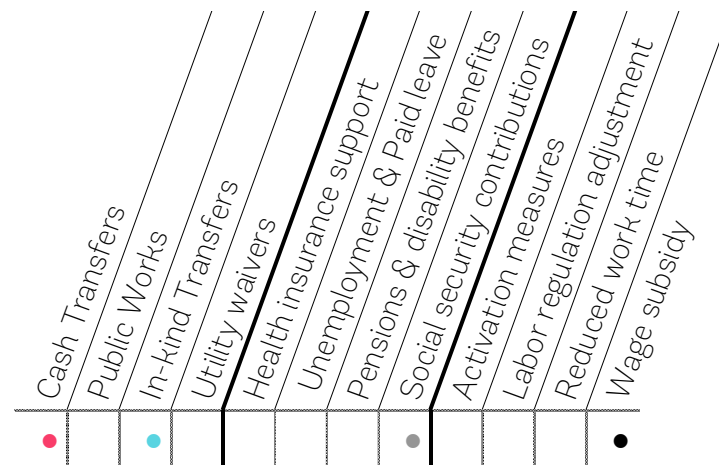 Cash Transfers
Public Works
In-kind Transfers
Utility waivers
Health insurance support
Unemployment & Paid leave
Pensions & disability benefits
Social security contributions
Activation measures
Labor regulation adjustment
Reduced work time
Wage subsidy